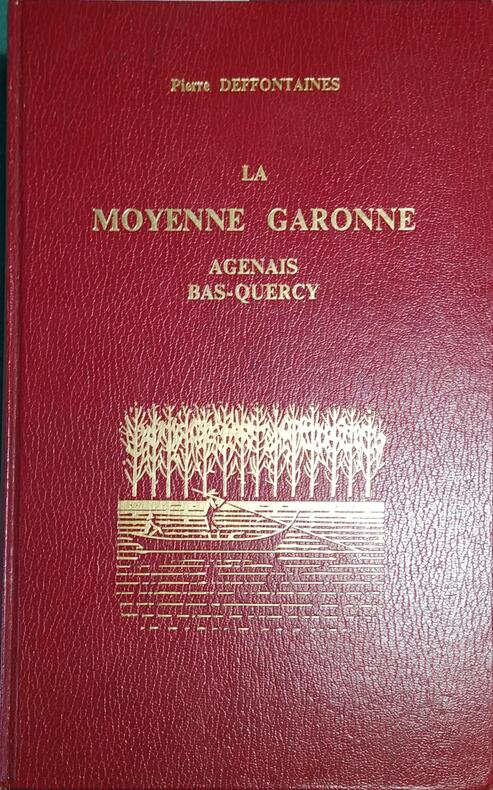 Pierre DEFFONTAINES
LA
MOYENNE GARONNE
AGENAIS
BAS-QUERCY